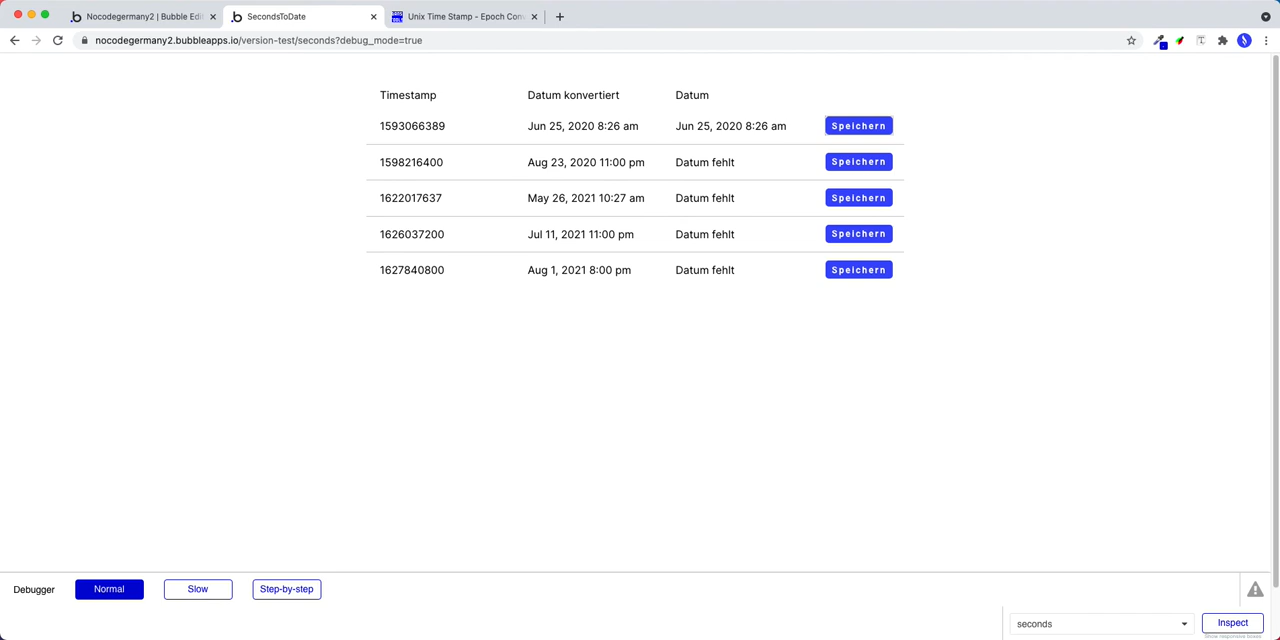 Nocodegermany2 | Bubble Edi
SecondsToDate
Unix Time Stamp - Epoch Con
nocodegermany2.bubbleapps.io/version-test/seconds?debug_mode=true
Timestamp Datum konvertiert Datum
1593066389 Jun 25, 2020 8:26 am Jun 25, 2020 8:26 am Speichern
1598216400 Aug 23, 2020 11:00 pm Datum fehlt Speichern
1622017637 May 26, 2021 10:27 am Datum fehlt Speichern
1626037200 Jul 11, 2021 11:00 pm Datum fehlt Speichern
1627840800 Aug 1, 2021 8:00 pm Datum fehlt Speichern
Debugger Normal Slow Step-by-step
seconds Inspect
Show responsive boxes